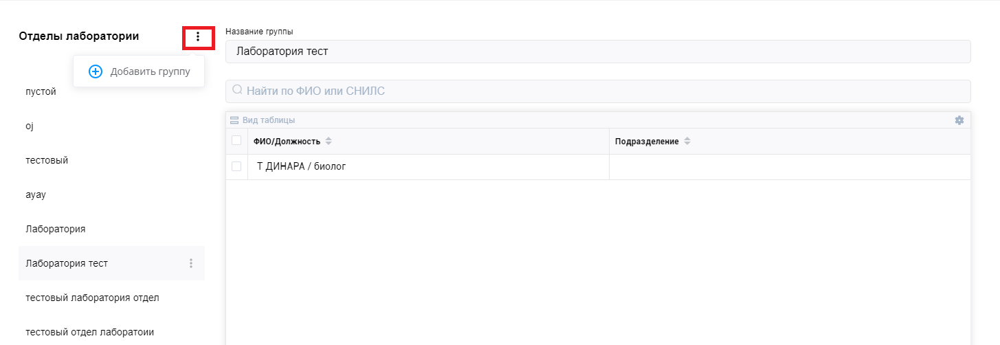 Отделы лаборатории
Добавить группу
пустой
oj
тестовый
ауау
Лаборатория
Лаборатория тест
тестовый лаборатория отдел
тестовый отдел лаборатоии
Название группы
Лаборатория тест
Найти по ФИО или СНИЛС
Вид таблицы
ФИО/Должность Подразделение
Т ДИНАРА / биолог